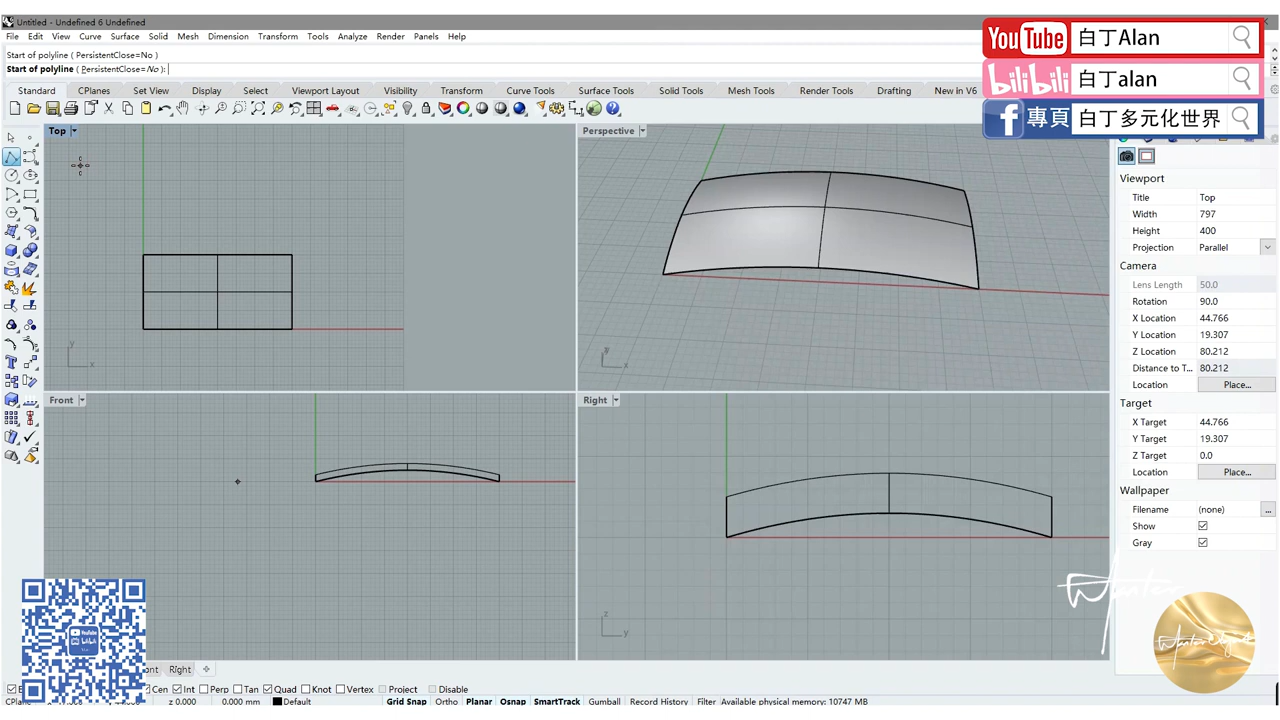 Untitled - Undefined 6 Undefined
File Edit View Curve Surface Solid Mesh Dimension Transform Tools Analyze Render Panels Help
Start of polyline ( PersistentClose=No )
Start of polyline ( PersistentClose=No ):
Standard CPlanes Set View Display Select Viewport Layout Visibility Transform Curve Tools Surface Tools Solid Tools Mesh Tools Render Tools Drafting New in V6
YouTube 白丁Alan
bilibili 白丁alan
f 專頁 白丁多元化世界
Top
Perspective
Front
Right
y
x
x
z
y
Viewport
Title Top
Width 797
Height 400
Projection Parallel
Camera
Lens Length 50.0
Rotation 90.0
X Location 44.766
Y Location 19.307
Z Location 80.212
Distance to T... 80.212
Location Place...
Target
X Target 44.766
Y Target 19.307
Z Target 0.0
Location Place...
Wallpaper
Filename (none) ...
Show
Gray
Right
Cen Int Perp Tan Quad Knot Vertex Project Disable
z 0.000 0.000 mm Default Grid Snap Ortho Planar Osnap SmartTrack Gumball Record History Filter Available physical memory: 10747 MB